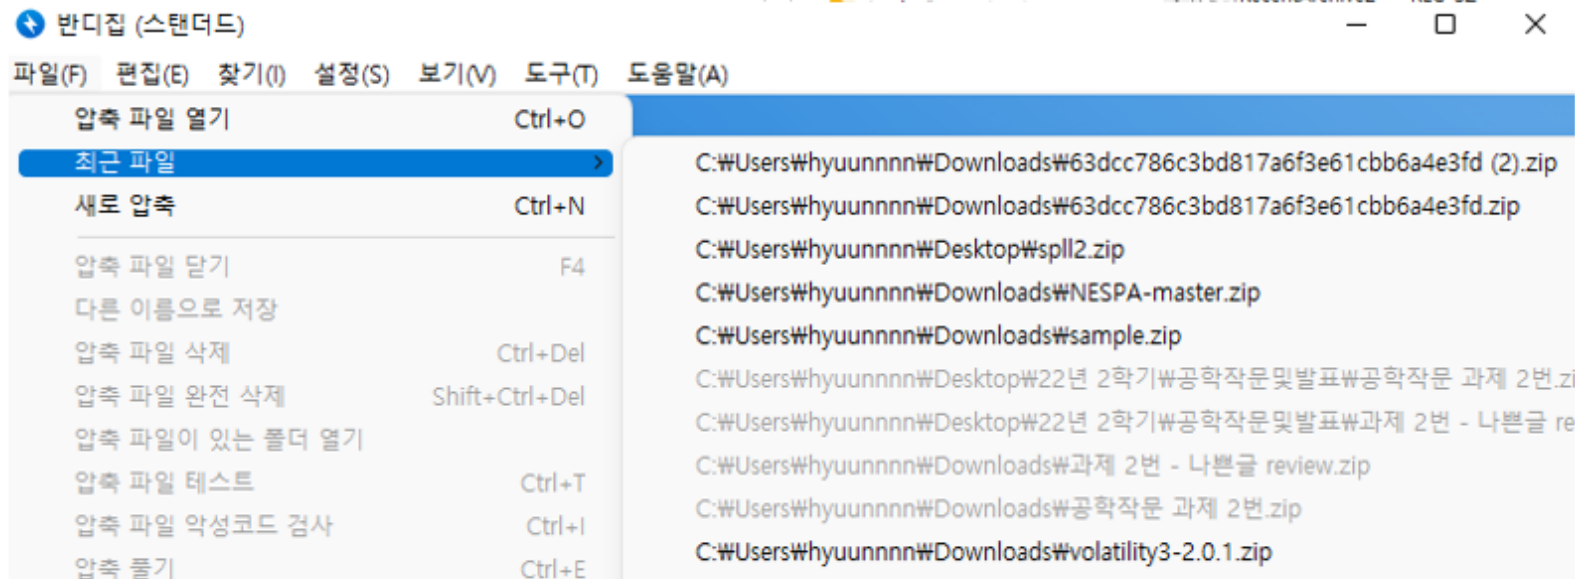 반디집 (스탠더드)
파일(F) 편집(E) 찾기(I) 설정(S) 보기(V) 도구(T) 도움말(A)
압축 파일 열기 Ctrl+O
최근 파일
새로 압축 Ctrl+N
압축 파일 닫기 F4
다른 이름으로 저장
압축 파일 삭제 Ctrl+Del
압축 파일 완전 삭제 Shift+Ctrl+Del
압축 파일이 있는 폴더 열기
압축 파일 테스트 Ctrl+T
압축 파일 악성코드 검사 Ctrl+I
압축 풀기 Ctrl+E
C:₩Users₩hyuunnnn₩Downloads₩63dcc786c3bd817a6f3e61cbb6a4e3fd (2).zip
C:₩Users₩hyuunnnn₩Downloads₩63dcc786c3bd817a6f3e61cbb6a4e3fd.zip
C:₩Users₩hyuunnnn₩Desktop₩spll2.zip
C:₩Users₩hyuunnnn₩Downloads₩NESPA-master.zip
C:₩Users₩hyuunnnn₩Downloads₩sample.zip
C:₩Users₩hyuunnnn₩Desktop₩22년 2학기₩공학작문및발표₩공학작문 과제 2번.zi
C:₩Users₩hyuunnnn₩Desktop₩22년 2학기₩공학작문및발표₩과제 2번 - 나쁜글 re
C:₩Users₩hyuunnnn₩Downloads₩과제 2번 - 나쁜글 review.zip
C:₩Users₩hyuunnnn₩Downloads₩공학작문 과제 2번.zip
C:₩Users₩hyuunnnn₩Downloads₩volatility3-2.0.1.zip